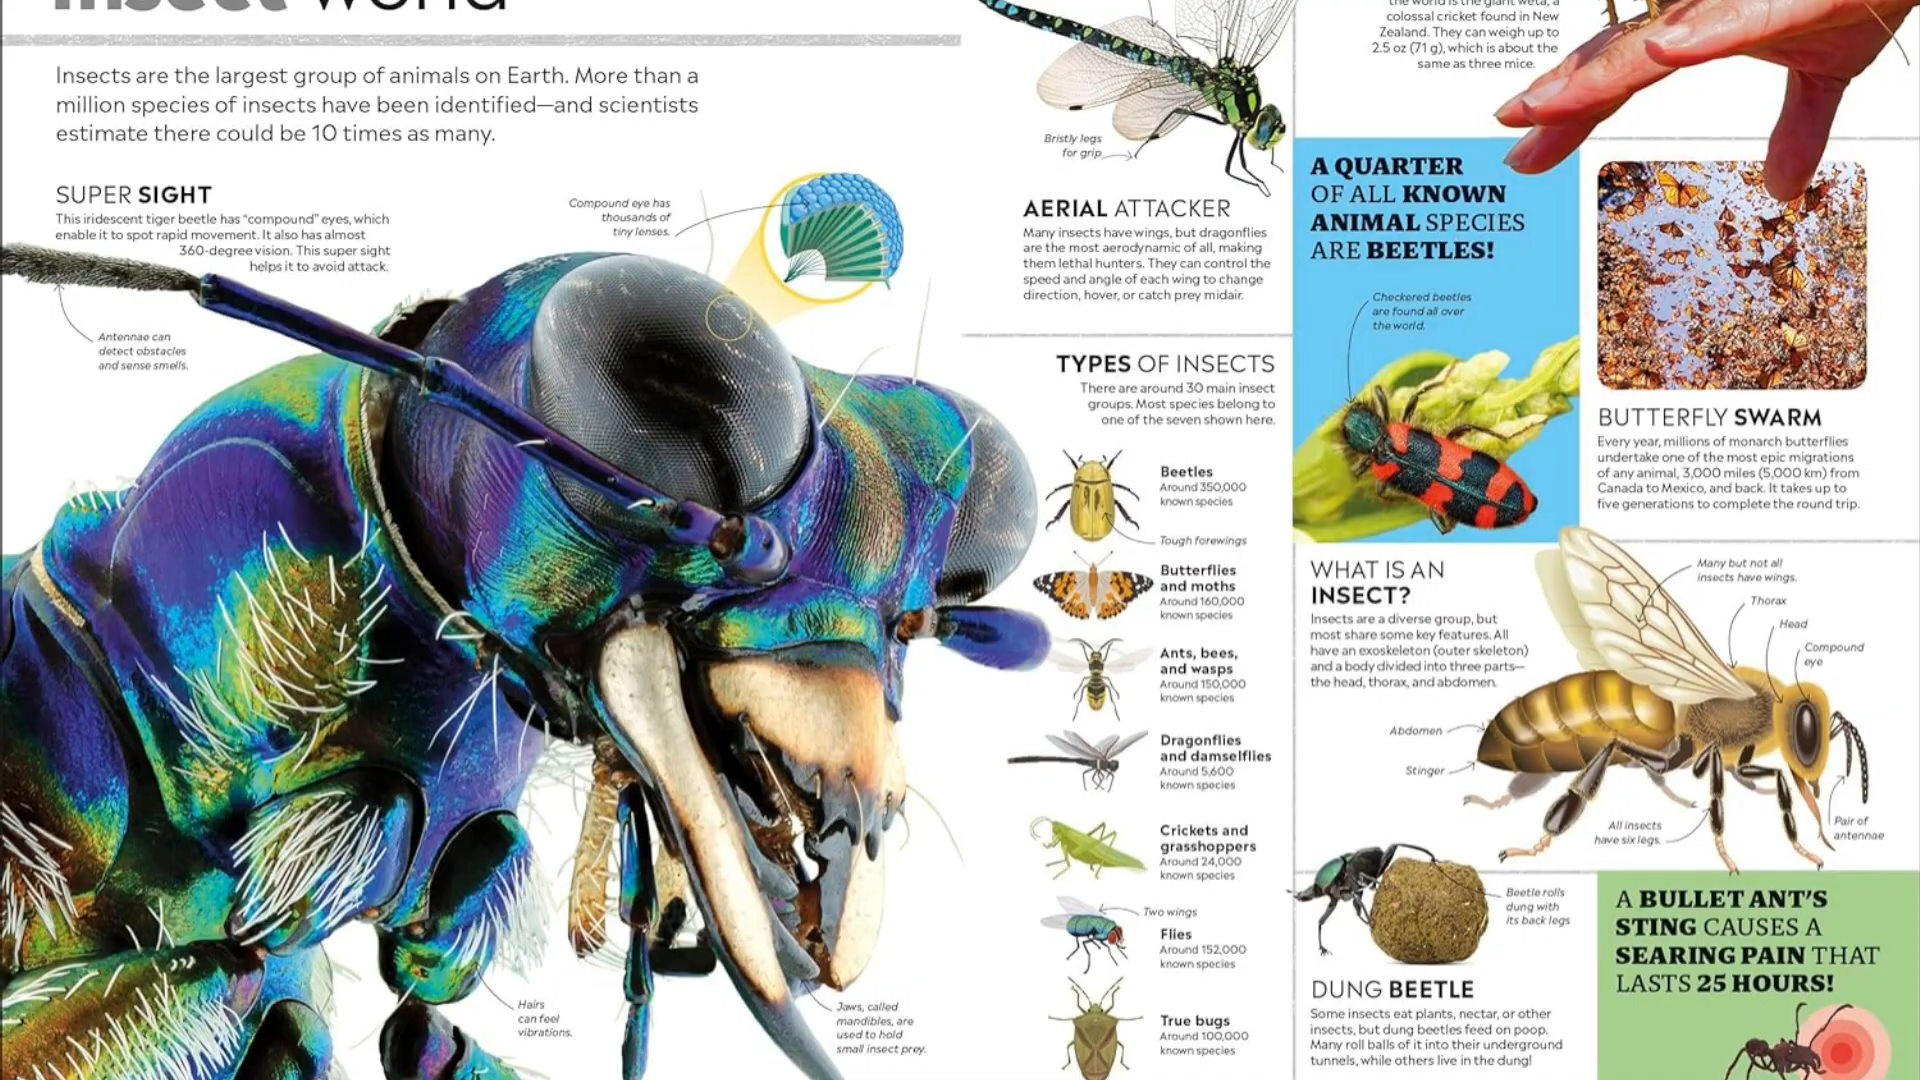 insect world
Insects are the largest group of animals on Earth. More than a
million species of insects have been identified—and scientists
estimate there could be 10 times as many.
SUPER SIGHT
This iridescent tiger beetle has “compound” eyes, which
enable it to spot rapid movement. It also has almost
360-degree vision. This super sight
helps it to avoid attack.
Compound eye has
thousands of
tiny lenses.
Antennae can
detect obstacles
and sense smells.
Hairs
can feel
vibrations.
Jaws, called
mandibles, are
used to hold
small insect prey.
Bristly legs
for grip
AERIAL ATTACKER
Many insects have wings, but dragonflies
are the most aerodynamic of all, making
them lethal hunters. They can control the
speed and angle of each wing to change
direction, hover, or catch prey midair.
TYPES OF INSECTS
There are around 30 main insect
groups. Most species belong to
one of the seven shown here.
Beetles
Around 350,000
known species
Tough forewings
Butterflies
and moths
Around 160,000
known species
Ants, bees,
and wasps
Around 150,000
known species
Dragonflies
and damselflies
Around 5,600
known species
Crickets and
grasshoppers
Around 24,000
known species
Two wings
Flies
Around 152,000
known species
True bugs
Around 100,000
known species
the world is the giant weta, a
colossal cricket found in New
Zealand. They can weigh up to
2.5 oz (71 g), which is about the
same as three mice.
A QUARTER
OF ALL KNOWN
ANIMAL SPECIES
ARE BEETLES!
Checkered beetles
are found all over
the world.
BUTTERFLY SWARM
Every year, millions of monarch butterflies
undertake one of the most epic migrations
of any animal, 3,000 miles (5,000 km) from
Canada to Mexico, and back. It takes up to
five generations to complete the round trip.
WHAT IS AN
INSECT?
Insects are a diverse group, but
most share some key features. All
have an exoskeleton (outer skeleton)
and a body divided into three parts—
the head, thorax, and abdomen.
Many but not all
insects have wings.
Thorax
Head
Compound
eye
Abdomen
Stinger
All insects
have six legs.
Pair of
antennae
Beetle rolls
dung with
its back legs
DUNG BEETLE
Some insects eat plants, nectar, or other
insects, but dung beetles feed on poop.
Many roll balls of it into their underground
tunnels, while others live in the dung!
A BULLET ANT’S
STING CAUSES A
SEARING PAIN THAT
LASTS 25 HOURS!